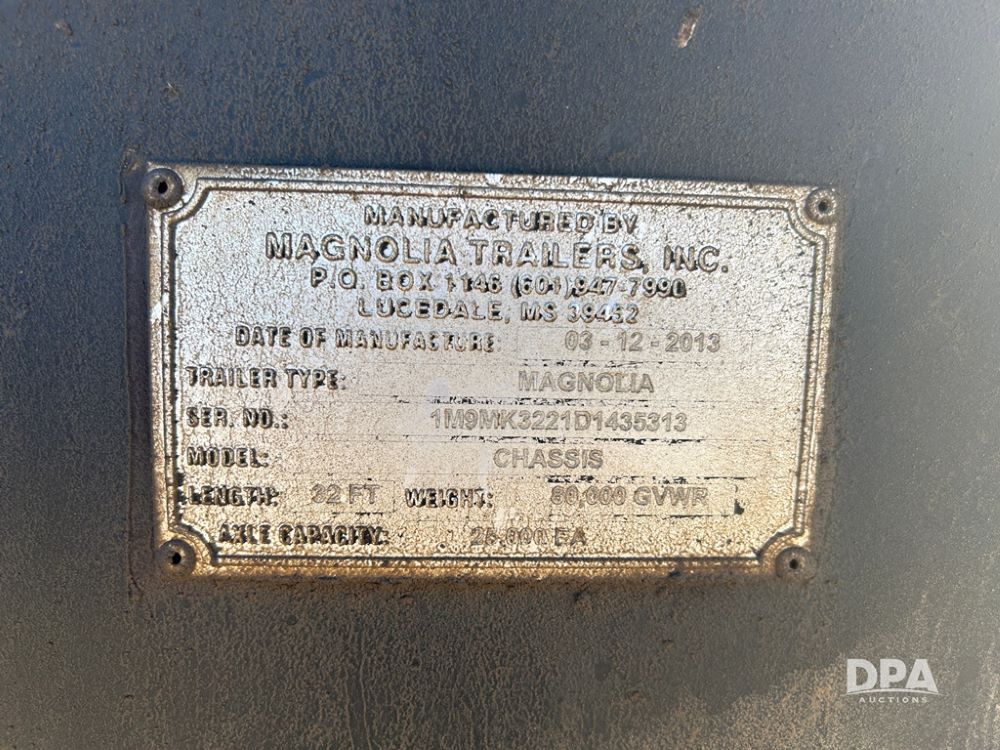 MANUFACTURED BY
MAGNOLIA TRAILERS, INC.
P.O. BOX 1146 (601) 947-7990
LUCEDALE, MS 39452
DATE OF MANUFACTURE: 03 - 12 - 2013
TRAILER TYPE: MAGNOLIA
SER. NO.: 1M9MK3221D1435313
MODEL: CHASSIS
LENGTH: 32 FT WEIGHT: 80,000 GVWR
AXLE CAPACITY: 25,000 EA
DPA
AUCTIONS